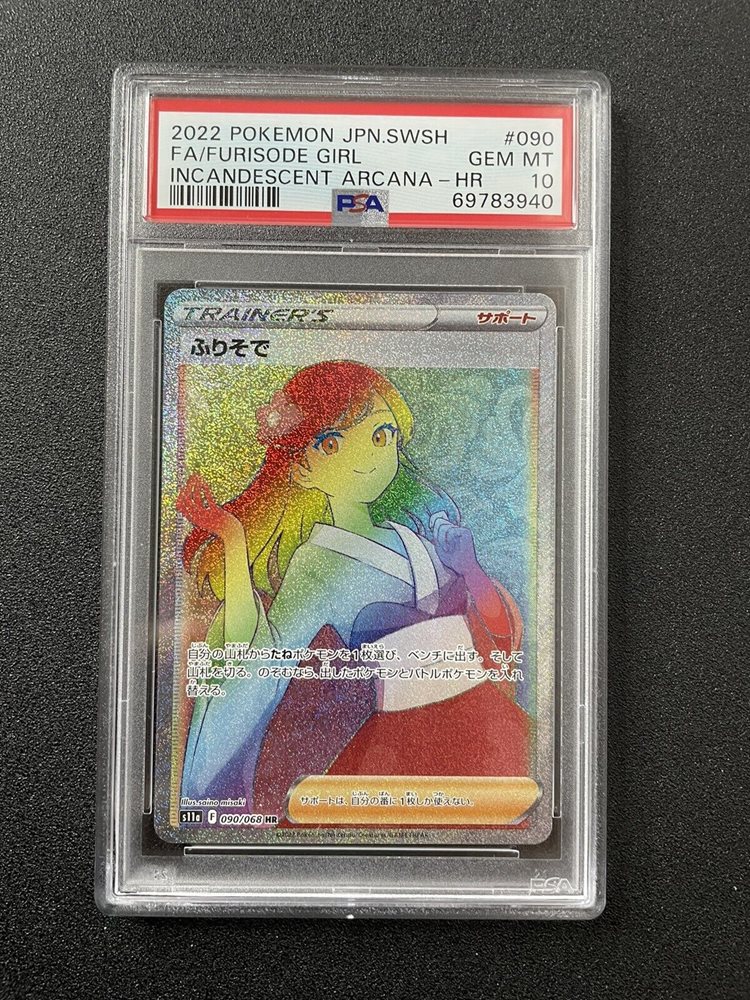 2022 POKEMON JPN.SWSH #090
FA/FURISODE GIRL GEM MT
INCANDESCENT ARCANA-HR 10
PSA 69783940
TRAINER'S サポート
ふりそで
自分の山札からたねポケモンを1枚選び、ベンチに出す。そして
山札を切る。のぞむなら、出したポケモンとバトルポケモンを入れ
替える。
Illus. saino misaki
サポートは、自分の番に1枚しか使えない。
s11a F 090/068 HR
PSA